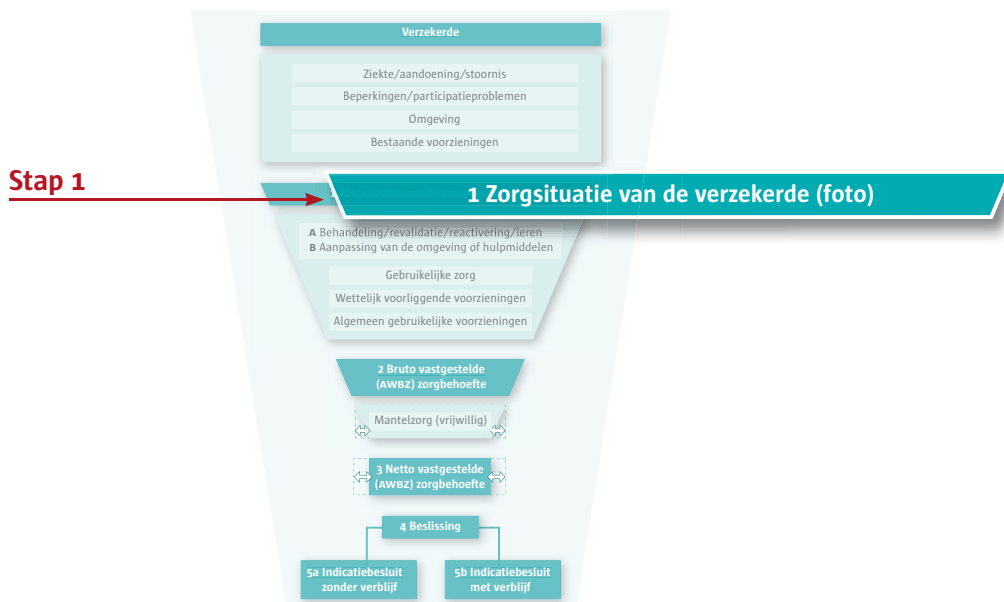 Verzekerde
Ziekte/aandoening/stoornis
Beperkingen/participatieproblemen
Omgeving
Bestaande voorzieningen
Stap 1
1 Zorgsituatie van de verzekerde (foto)
A Behandeling/revalidatie/reactivering/leren
B Aanpassing van de omgeving of hulpmiddelen
Gebruikelijke zorg
Wettelijk voorliggende voorzieningen
Algemeen gebruikelijke voorzieningen
2 Bruto vastgestelde
(AWBZ) zorgbehoefte
Mantelzorg (vrijwillig)
3 Netto vastgestelde
(AWBZ) zorgbehoefte
4 Beslissing
5a Indicatiebesluit
zonder verblijf
5b Indicatiebesluit
met verblijf